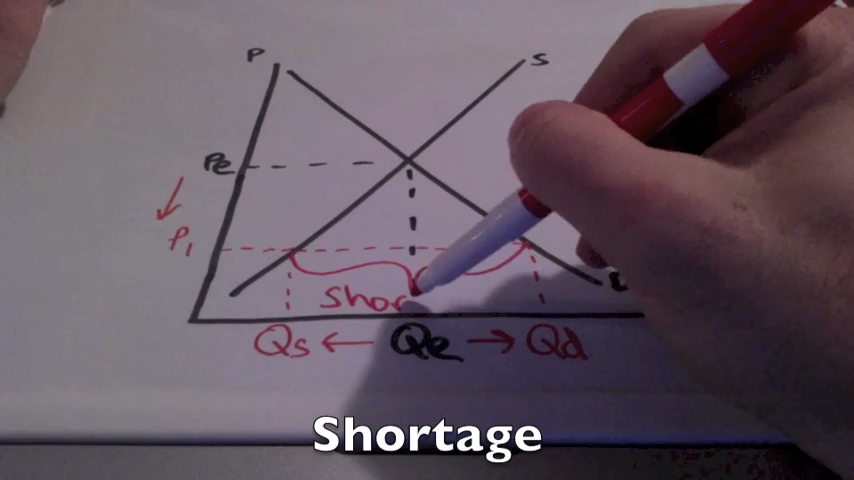 P
S
Pe
P1
D
Shor
Qs ← Qe → Qd
Shortage